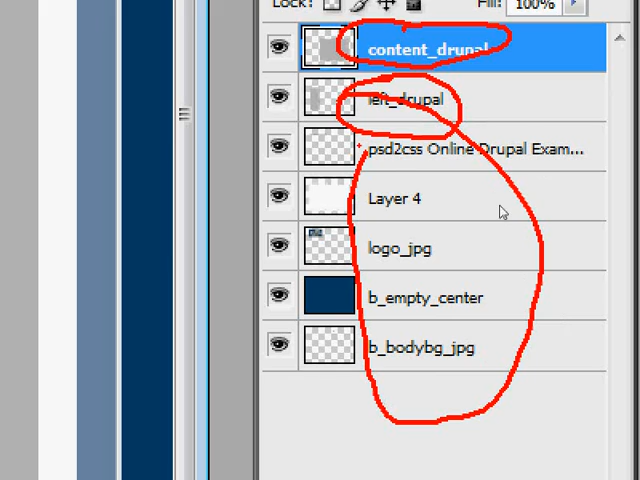 Lock: Fill: 100%
content_drupal
left_drupal
psd2css Online Drupal Exam...
Layer 4
logo_jpg
b_empty_center
b_bodybg_jpg